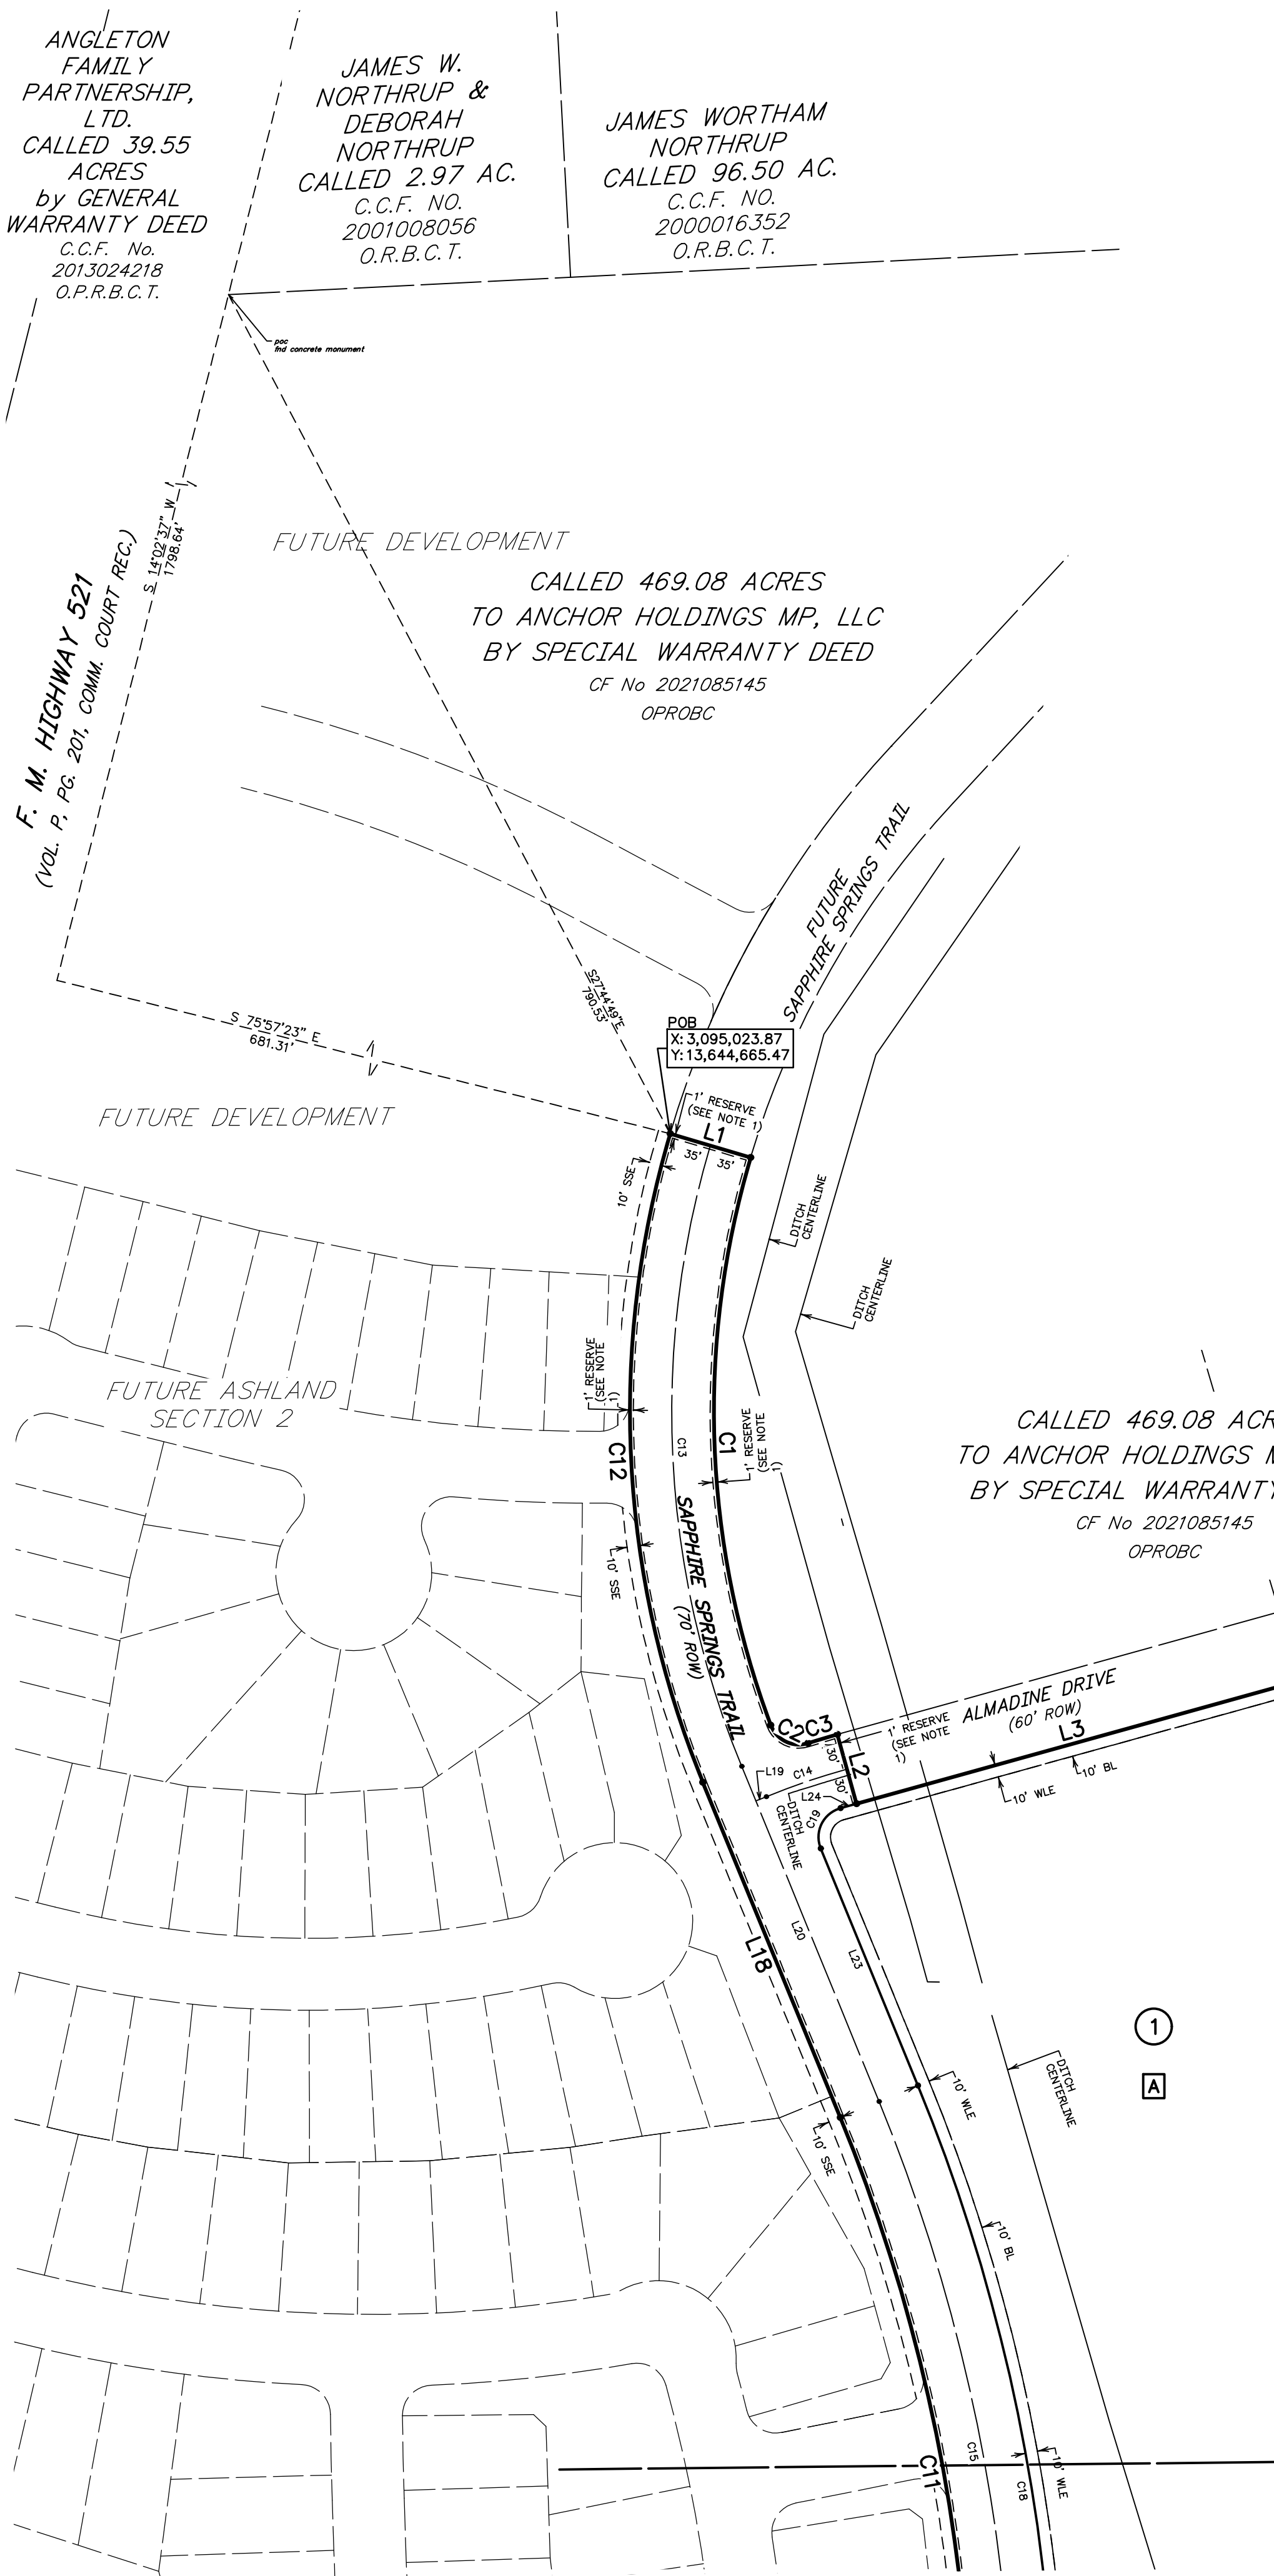 ANGLETON
FAMILY
PARTNERSHIP,
LTD.
CALLED 39.55
ACRES
by GENERAL
WARRANTY DEED
C.C.F. No.
2013024218
O.P.R.B.C.T.
JAMES W.
NORTHRUP &
DEBORAH
NORTHRUP
CALLED 2.97 AC.
C.C.F. NO.
2001008056
O.R.B.C.T.
JAMES WORTHAM
NORTHRUP
CALLED 96.50 AC.
C.C.F. NO.
2000016352
O.R.B.C.T.
poc
fnd concrete monument
S 14°02'37" W
1798.64'
F. M. HIGHWAY 521
(VOL. P, PG. 201, COMM. COURT REC.)
FUTURE DEVELOPMENT
CALLED 469.08 ACRES
TO ANCHOR HOLDINGS MP, LLC
BY SPECIAL WARRANTY DEED
CF No 2021085145
OPROBC
FUTURE
SAPPHIRE SPRINGS TRAIL
S27°44'49"E
790.53'
S 75°57'23" E
681.31'
POB
X: 3,095,023.87
Y: 13,644,665.47
1' RESERVE
(SEE NOTE 1)
L1
35'
35'
10' SSE
FUTURE DEVELOPMENT
DITCH
CENTERLINE
DITCH
CENTERLINE
1' RESERVE
(SEE NOTE
1)
FUTURE ASHLAND
SECTION 2
C12
C13
C1
1' RESERVE
(SEE NOTE
1)
CALLED 469.08 ACR
TO ANCHOR HOLDINGS M
BY SPECIAL WARRANTY
CF No 2021085145
OPROBC
10' SSE
SAPPHIRE SPRINGS TRAIL
(70' ROW)
C2
C3
1' RESERVE
(SEE NOTE
1)
ALMADINE DRIVE
(60' ROW)
L3
30'
L2
30'
L19
C14
L24
DITCH
CENTERLINE
C19
10' BL
10' WLE
L18
L20
L23
1
A
DITCH
CENTERLINE
10' WLE
10' SSE
10' BL
C11
C15
C18
10' WLE